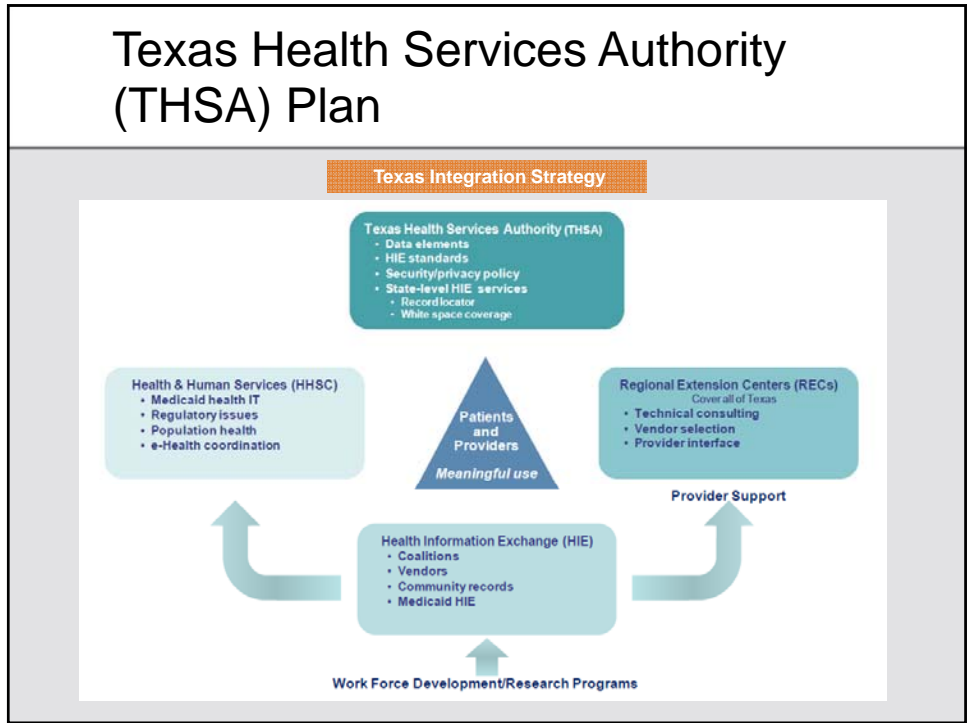 Texas Health Services Authority
(THSA) Plan
Texas Integration Strategy
Texas Health Services Authority (THSA)
• Data elements
• HIE standards
• Security/privacy policy
• State-level HIE services
• Record locator
• White space coverage
Health & Human Services (HHSC)
• Medicaid health IT
• Regulatory issues
• Population health
• e-Health coordination
Patients
and
Providers
Meaningful use
Regional Extension Centers (RECs)
Cover all of Texas
• Technical consulting
• Vendor selection
• Provider interface
Provider Support
Health Information Exchange (HIE)
• Coalitions
• Vendors
• Community records
• Medicaid HIE
Work Force Development/Research Programs